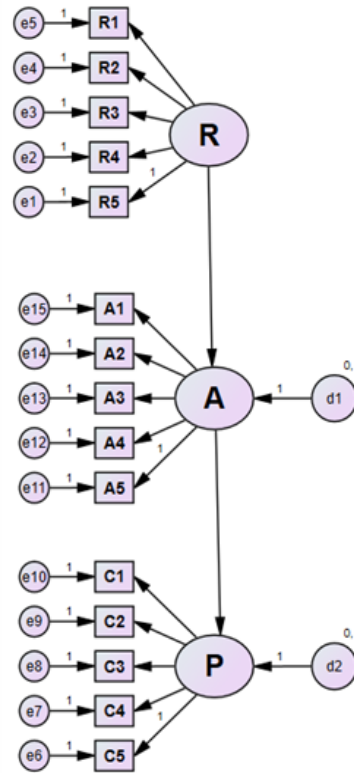 e5 1 R1
e4 1 R2
e3 1 R3
e2 1 R4
e1 1 R5
1
R
e15 1 A1
e14 1 A2
e13 1 A3
e12 1 A4
e11 1 A5
1
A
1
0,
d1
e10 1 C1
e9 1 C2
e8 1 C3
e7 1 C4
e6 1 C5
1
P
1
0,
d2